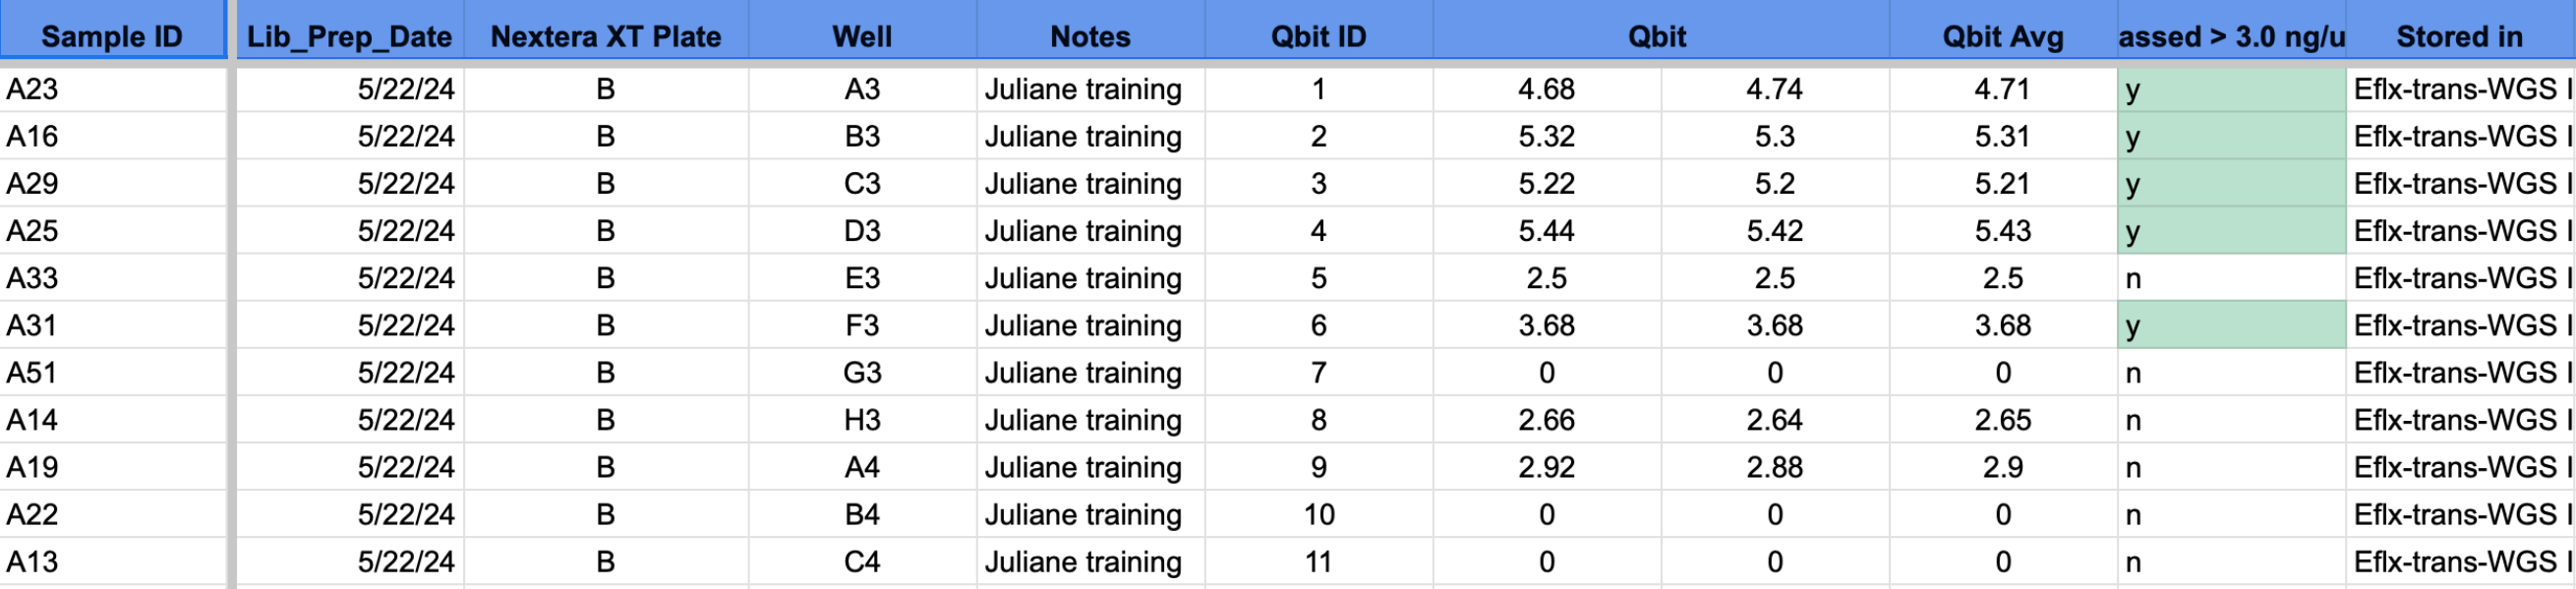 Sample ID Lib_Prep_Date Nextera XT Plate Well Notes Qbit ID Qbit Qbit Avg assed > 3.0 ng/u Stored in
A23 5/22/24 B A3 Juliane training 1 4.68 4.74 4.71 y Eflx-trans-WGS l
A16 5/22/24 B B3 Juliane training 2 5.32 5.3 5.31 y Eflx-trans-WGS l
A29 5/22/24 B C3 Juliane training 3 5.22 5.2 5.21 y Eflx-trans-WGS l
A25 5/22/24 B D3 Juliane training 4 5.44 5.42 5.43 y Eflx-trans-WGS l
A33 5/22/24 B E3 Juliane training 5 2.5 2.5 2.5 n Eflx-trans-WGS l
A31 5/22/24 B F3 Juliane training 6 3.68 3.68 3.68 y Eflx-trans-WGS l
A51 5/22/24 B G3 Juliane training 7 0 0 0 n Eflx-trans-WGS l
A14 5/22/24 B H3 Juliane training 8 2.66 2.64 2.65 n Eflx-trans-WGS l
A19 5/22/24 B A4 Juliane training 9 2.92 2.88 2.9 n Eflx-trans-WGS l
A22 5/22/24 B B4 Juliane training 10 0 0 0 n Eflx-trans-WGS l
A13 5/22/24 B C4 Juliane training 11 0 0 0 n Eflx-trans-WGS l